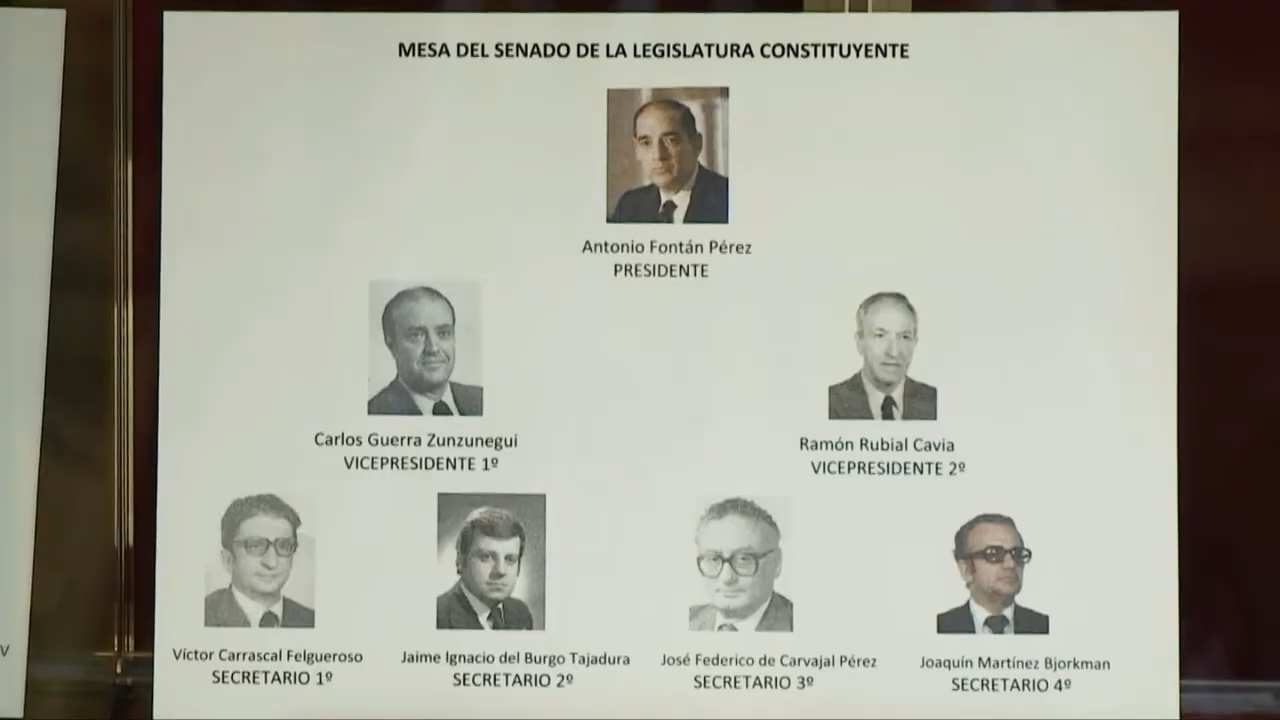 MESA DEL SENADO DE LA LEGISLATURA CONSTITUYENTE
Antonio Fontán Pérez
PRESIDENTE
Carlos Guerra Zunzunegui
VICEPRESIDENTE 1º
Ramón Rubial Cavia
VICEPRESIDENTE 2º
Víctor Carrascal Felgueroso
SECRETARIO 1º
Jaime Ignacio del Burgo Tajadura
SECRETARIO 2º
José Federico de Carvajal Pérez
SECRETARIO 3º
Joaquín Martínez Bjorkman
SECRETARIO 4º